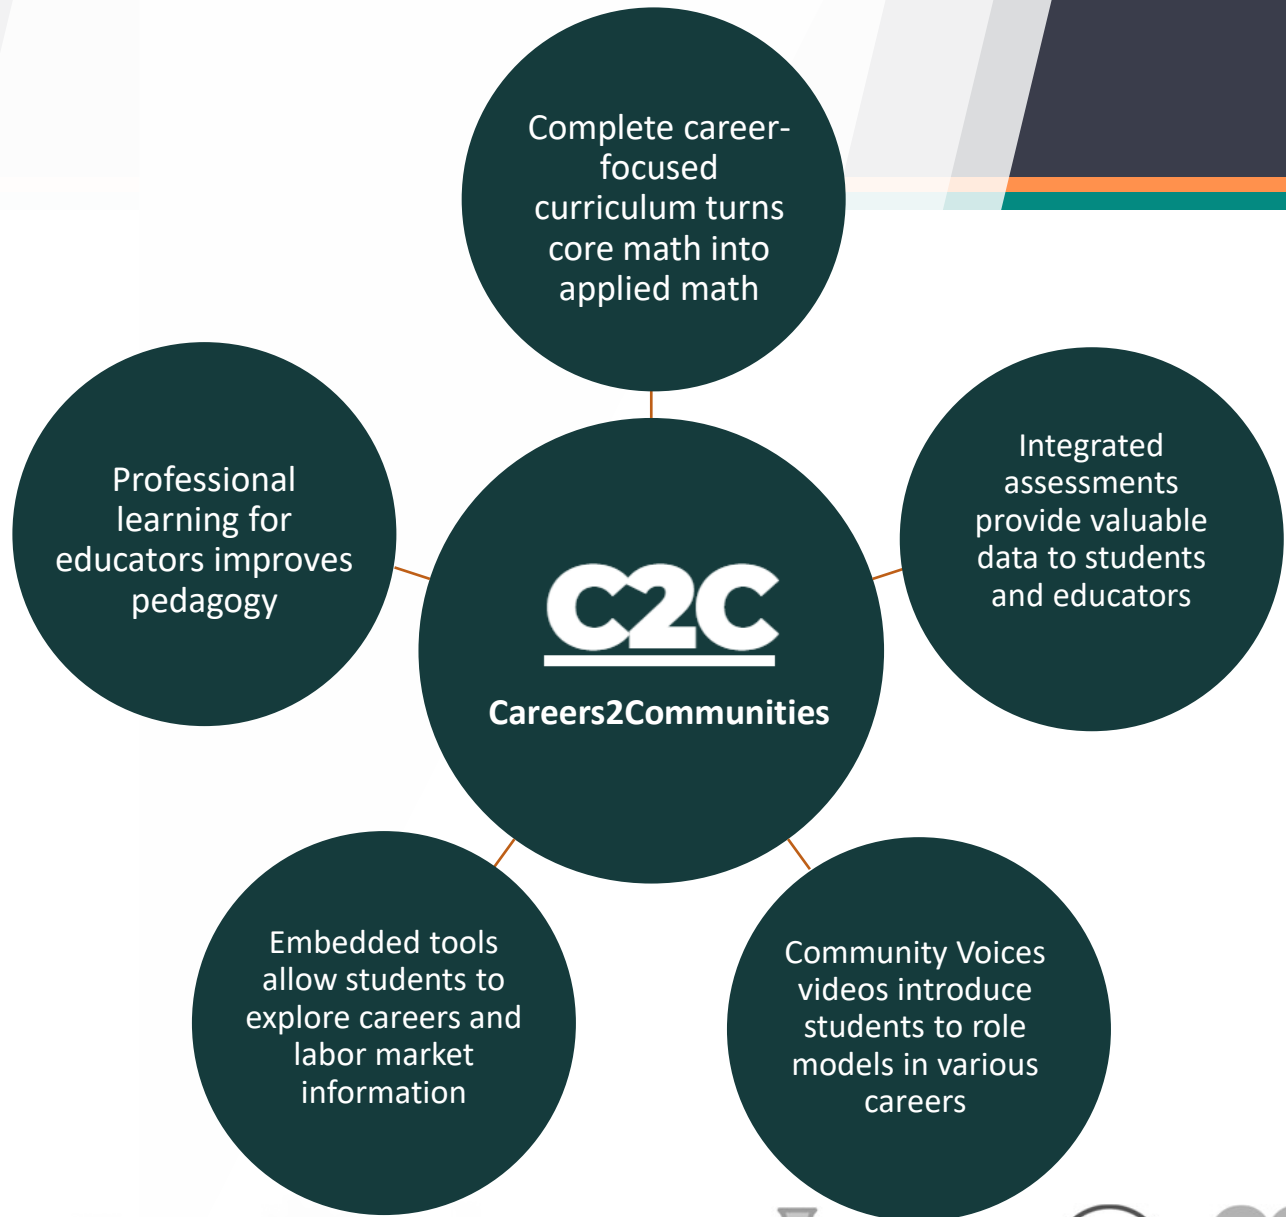 Complete career-
focused
curriculum turns
core math into
applied math
Professional
learning for
educators improves
pedagogy
Integrated
assessments
provide valuable
data to students
and educators
C2C
Careers2Communities
Embedded tools
allow students to
explore careers and
labor market
information
Community Voices
videos introduce
students to role
models in various
careers